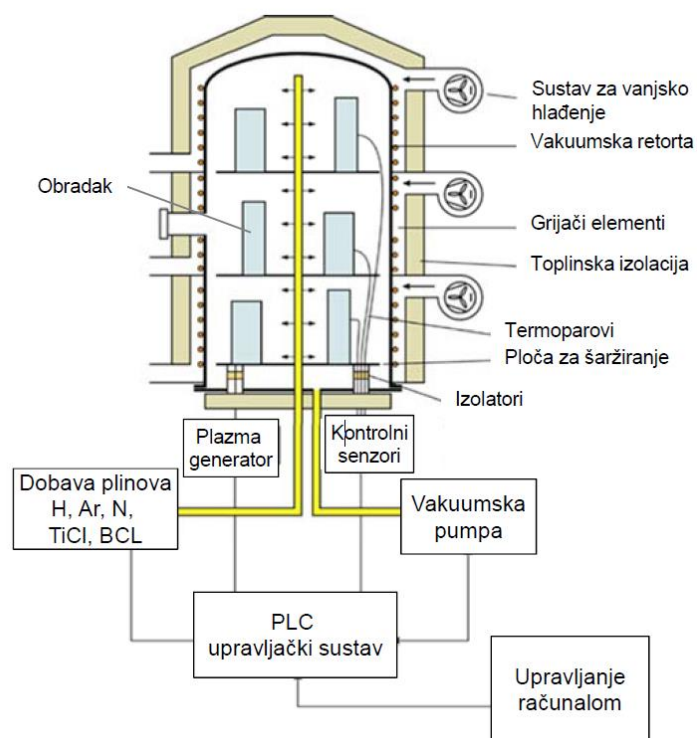 Sustav za vanjsko
hlađenje
Vakuumska retorta
Obradak
Grijači elementi
Toplinska izolacija
Termoparovi
Ploča za šaržiranje
Izolatori
Plazma
generator
Kontrolni
senzori
Dobava plinova
H, Ar, N,
TiCl, BCL
Vakuumska
pumpa
PLC
upravljački sustav
Upravljanje
računalom